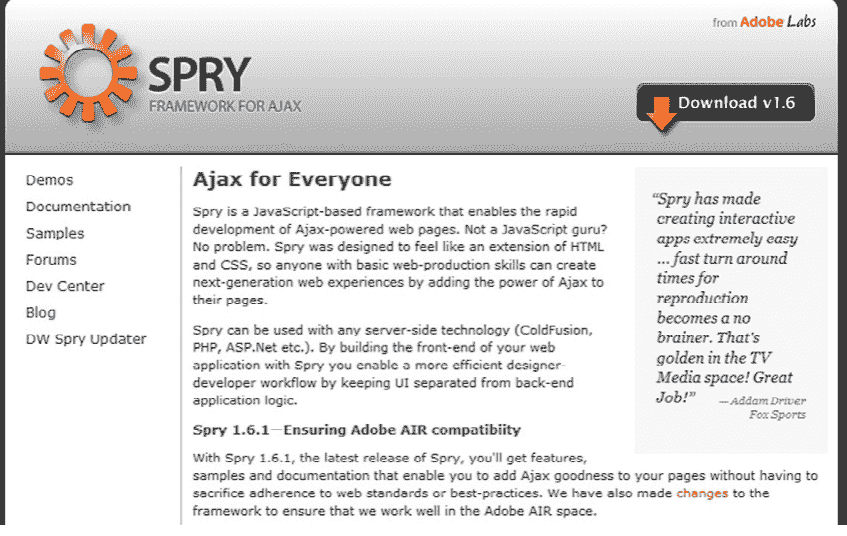 from Adobe Labs
SPRY
FRAMEWORK FOR AJAX
Download v1.6
Demos
Documentation
Samples
Forums
Dev Center
Blog
DW Spry Updater
Ajax for Everyone
Spry is a JavaScript-based framework that enables the rapid
development of Ajax-powered web pages. Not a JavaScript guru?
No problem. Spry was designed to feel like an extension of HTML
and CSS, so anyone with basic web-production skills can create
next-generation web experiences by adding the power of Ajax to
their pages.
Spry can be used with any server-side technology (ColdFusion,
PHP, ASP.Net etc.). By building the front-end of your web
application with Spry you enable a more efficient designer-
developer workflow by keeping UI separated from back-end
application logic.
Spry 1.6.1—Ensuring Adobe AIR compatibiity
With Spry 1.6.1, the latest release of Spry, you'll get features,
samples and documentation that enable you to add Ajax goodness to your pages without having to
sacrifice adherence to web standards or best-practices. We have also made changes to the
framework to ensure that we work well in the Adobe AIR space.
“Spry has made
creating interactive
apps extremely easy
... fast turn around
times for
reproduction
becomes a no
brainer. That's
golden in the TV
Media space! Great
Job!”
—Addam Driver
Fox Sports